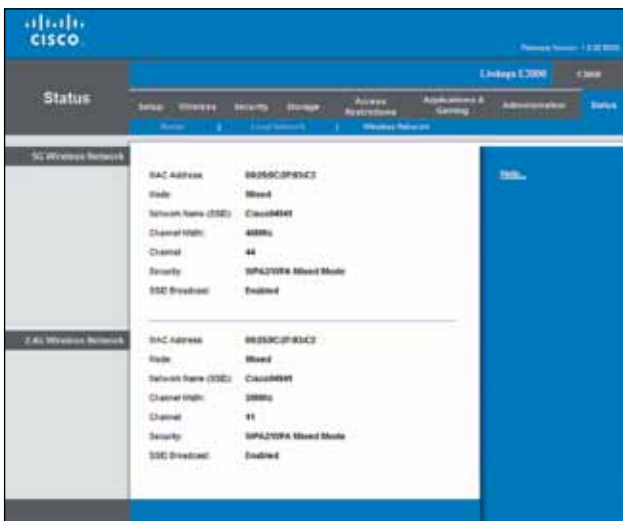 CISCO
Linksys E3000
E3000
Status
Setup Wireless Security Storage Access Restrictions Applications & Gaming Administration Status
Router Local Network Wireless Network
5G Wireless Network
MAC Address:
Mode: Mixed
Network Name (SSID):
Channel Width: 40MHz
Channel: 44
Security: WPA2/WPA Mixed Mode
SSID Broadcast: Enabled
Help...
2.4G Wireless Network
MAC Address:
Mode: Mixed
Network Name (SSID):
Channel Width: 20MHz
Channel:
Security: WPA2/WPA Mixed Mode
SSID Broadcast: Enabled